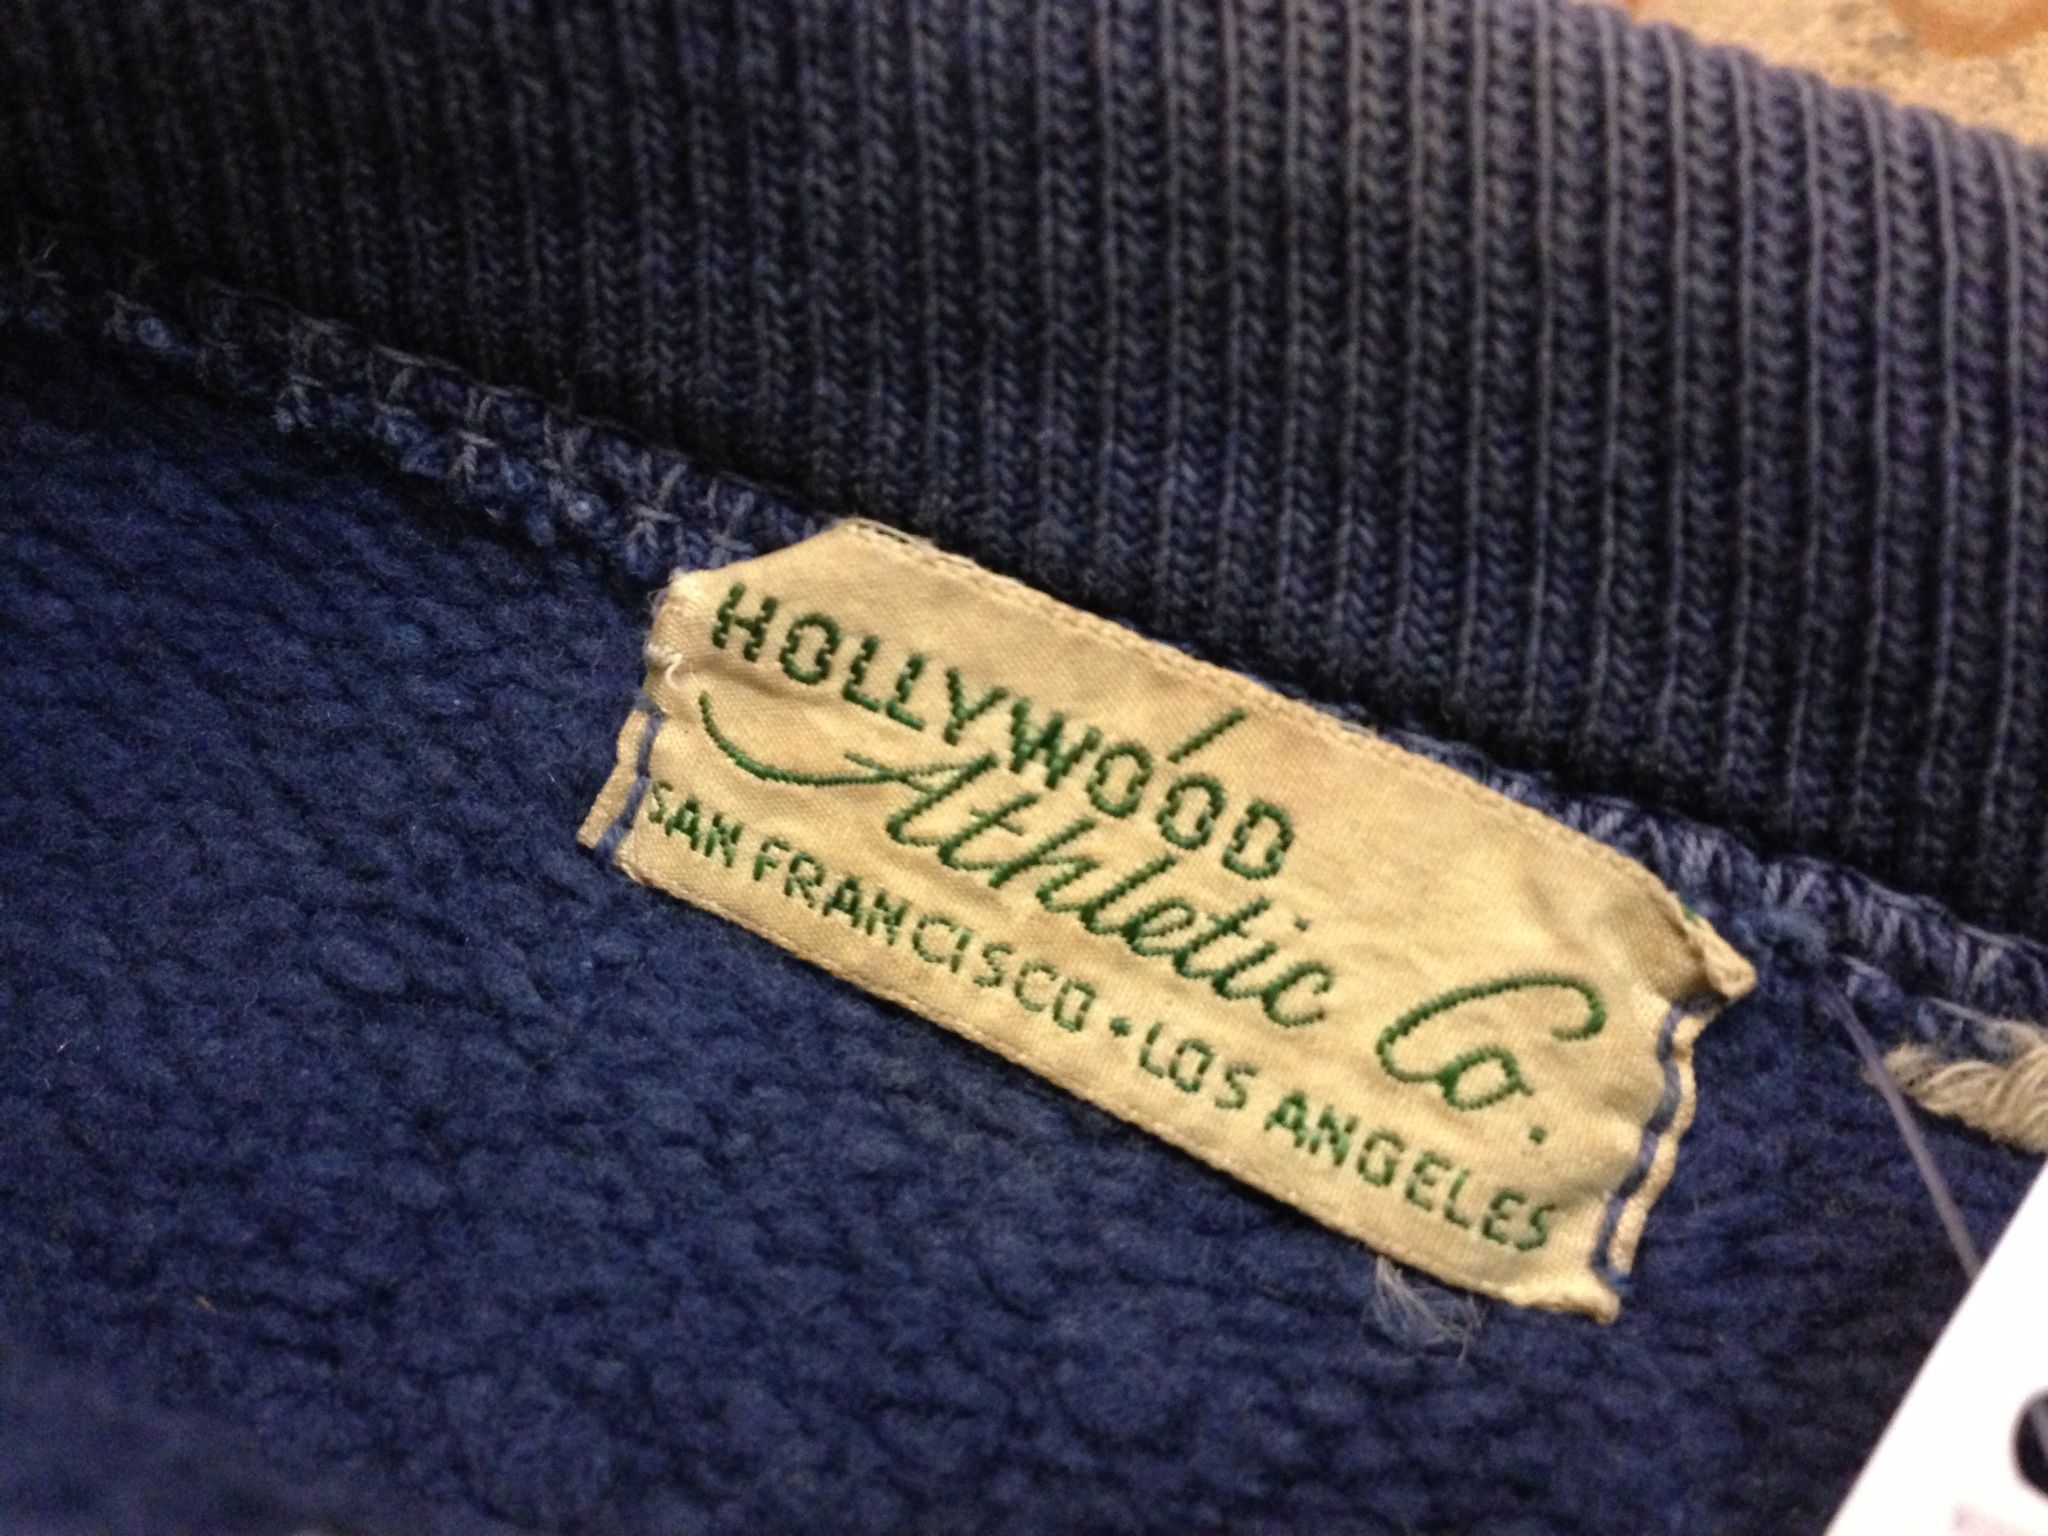 HOLLYWOOD
Athletic Co.
SAN FRANCISCO • LOS ANGELES